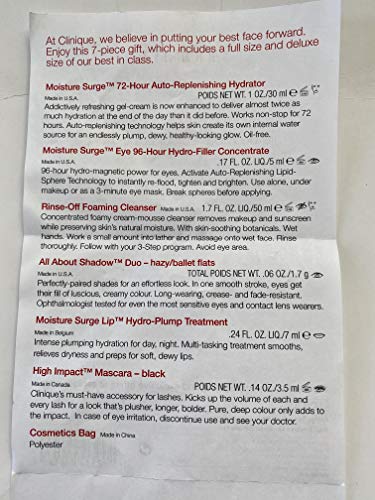 At Clinique, we believe in putting your best face forward.
Enjoy this 7-piece gift, which includes a full size and deluxe
size of our best in class.
Moisture Surge™ 72-Hour Auto-Replenishing Hydrator
Made in U.S.A. POIDS NET WT. 1 OZ./30 ml e
Addictively refreshing gel-cream is now enhanced to deliver almost twice as
much hydration at the end of the day than it did before. Works non-stop for 72
hours. Auto-replenishing technology helps skin create its own internal water
source for an endlessly plump, dewy, healthy-looking glow. Oil-free.
Moisture Surge™ Eye 96-Hour Hydro-Filler Concentrate
Made in U.S.A. .17 FL. OZ. LIQ./5 ml e
96-hour hydro-magnetic power for eyes. Activate Auto-Replenishing Lipid-
Sphere Technology to instantly re-flood, tighten and brighten. Use alone, under
makeup or as a 3-minute eye mask. Break spheres before applying.
Rinse-Off Foaming Cleanser Made in U.S.A. 1.7 FL. OZ. LIQ./50 ml e
Concentrated foamy cream-mousse cleanser removes makeup and sunscreen
while preserving skin's natural moisture. With skin-soothing botanicals. Wet
hands. Work a small amount into lather and massage onto wet face. Rinse
thoroughly. Follow with your 3-Step program. Avoid eye area.
All About Shadow™ Duo – hazy/ballet flats
Made in U.S.A. TOTAL POIDS NET WT. .06 OZ./1.7 g
Perfectly-paired shades for an effortless look. In one smooth stroke, eyes get
their fill of luscious, creamy colour. Long-wearing, crease- and fade-resistant.
Ophthalmologist tested for even the most sensitive eyes and contact lens wearers.
Moisture Surge Lip™ Hydro-Plump Treatment
Made in Belgium .24 FL. OZ. LIQ./7 ml e
Intense plumping hydration for day, night. Multi-tasking treatment smooths,
relieves dryness and preps for soft, dewy lips.
High Impact™ Mascara – black
Made in Canada POIDS NET WT. .14 OZ./3.5 ml
Clinique's must-have accessory for lashes. Kicks up the volume of each and
every lash for a look that's plusher, longer, bolder. Pure, deep colour only adds to
the impact. In case of eye irritation, discontinue use and see your doctor.
Cosmetics Bag Made in China
Polyester